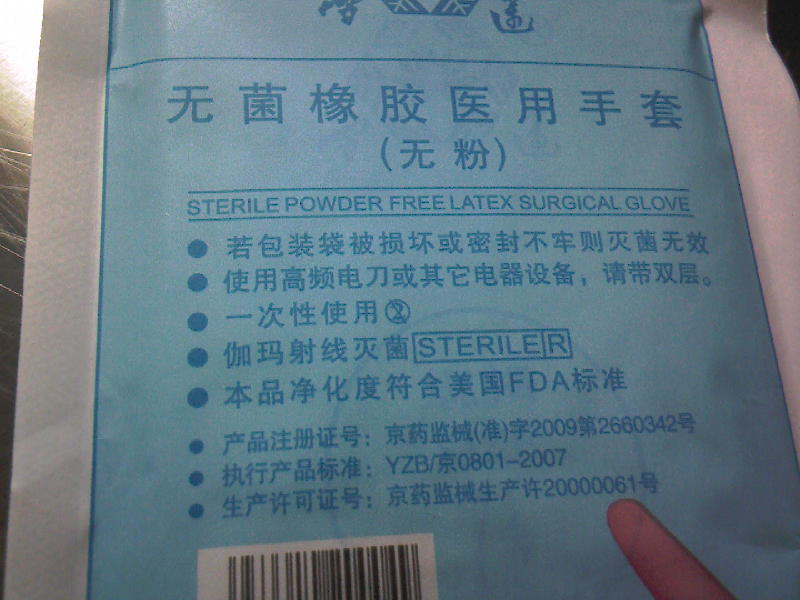 无菌橡胶医用手套
(无粉)
STERILE POWDER FREE LATEX SURGICAL GLOVE
● 若包装袋被损坏或密封不牢则灭菌无效
● 使用高频电刀或其它电器设备，请带双层。
● 一次性使用②
● 伽玛射线灭菌 STERILE R
● 本品净化度符合美国FDA标准
● 产品注册证号：京药监械(准)字2009第2660342号
● 执行产品标准：YZB/京0801-2007
● 生产许可证号：京药监械生产许20000061号